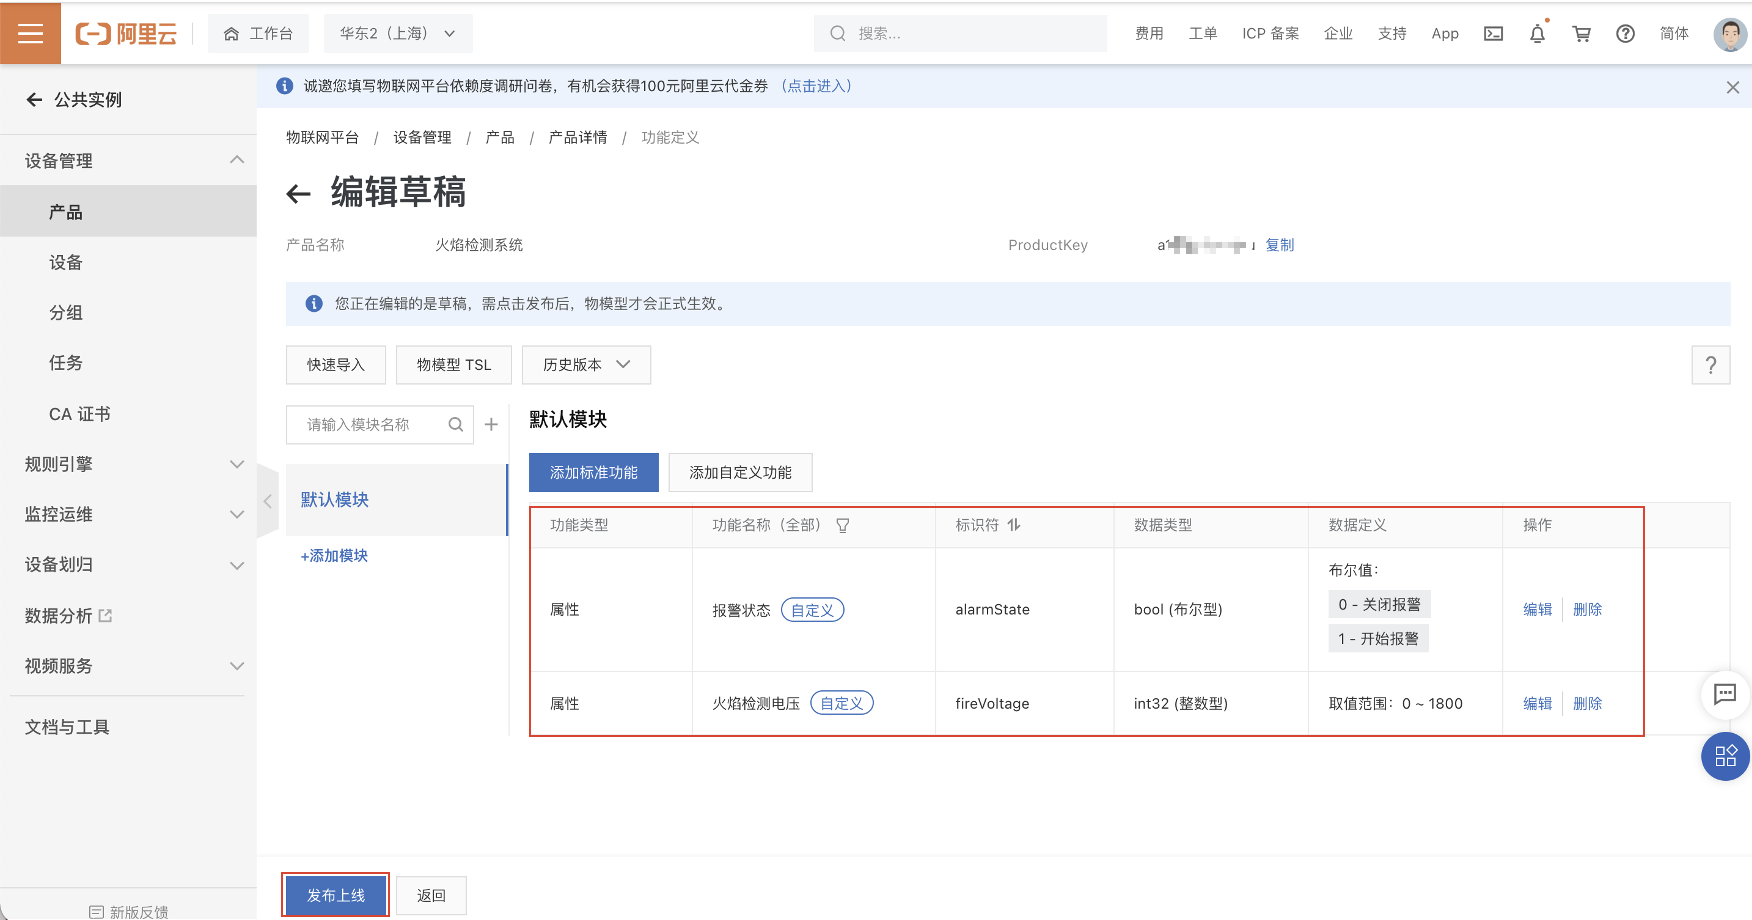 阿里云
工作台
华东2（上海）
搜索...
费用
工单
ICP 备案
企业
支持
App
简体
公共实例
设备管理
产品
设备
分组
任务
CA 证书
规则引擎
监控运维
设备划归
数据分析
视频服务
文档与工具
新版反馈
诚邀您填写物联网平台依赖度调研问卷，有机会获得100元阿里云代金券 （点击进入）
物联网平台 / 设备管理 / 产品 / 产品详情 / 功能定义
编辑草稿
产品名称 火焰检测系统 ProductKey 复制
您正在编辑的是草稿，需点击发布后，物模型才会正式生效。
快速导入 物模型 TSL 历史版本 ?
请输入模块名称 +
默认模块
+添加模块
默认模块
添加标准功能 添加自定义功能
功能类型 功能名称（全部） 标识符 数据类型 数据定义 操作
属性 报警状态 自定义 alarmState bool (布尔型) 布尔值：
0 - 关闭报警
1 - 开始报警
编辑 删除
属性 火焰检测电压 自定义 fireVoltage int32 (整数型) 取值范围：0 ~ 1800 编辑 删除
发布上线 返回